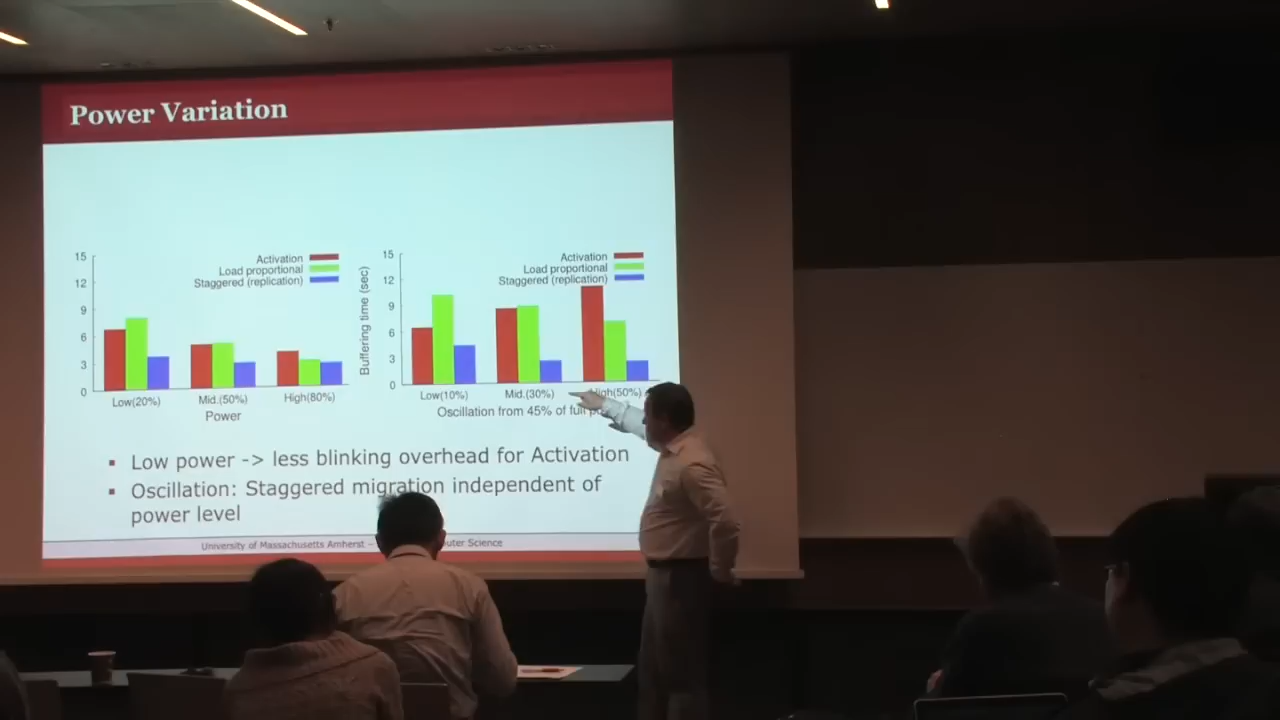 Power Variation
15
12
9
6
3
0
Activation
Load proportional
Staggered (replication)
Low(20%)
Mid.(50%)
High(80%)
Power
Buffering time (sec)
15
12
9
6
3
0
Activation
Load proportional
Staggered (replication)
Low(10%)
Mid.(30%)
High(50%)
Oscillation from 45% of full
Low power -> less blinking overhead for Activation
Oscillation: Staggered migration independent of
power level
University of Massachusetts Amherst – Science